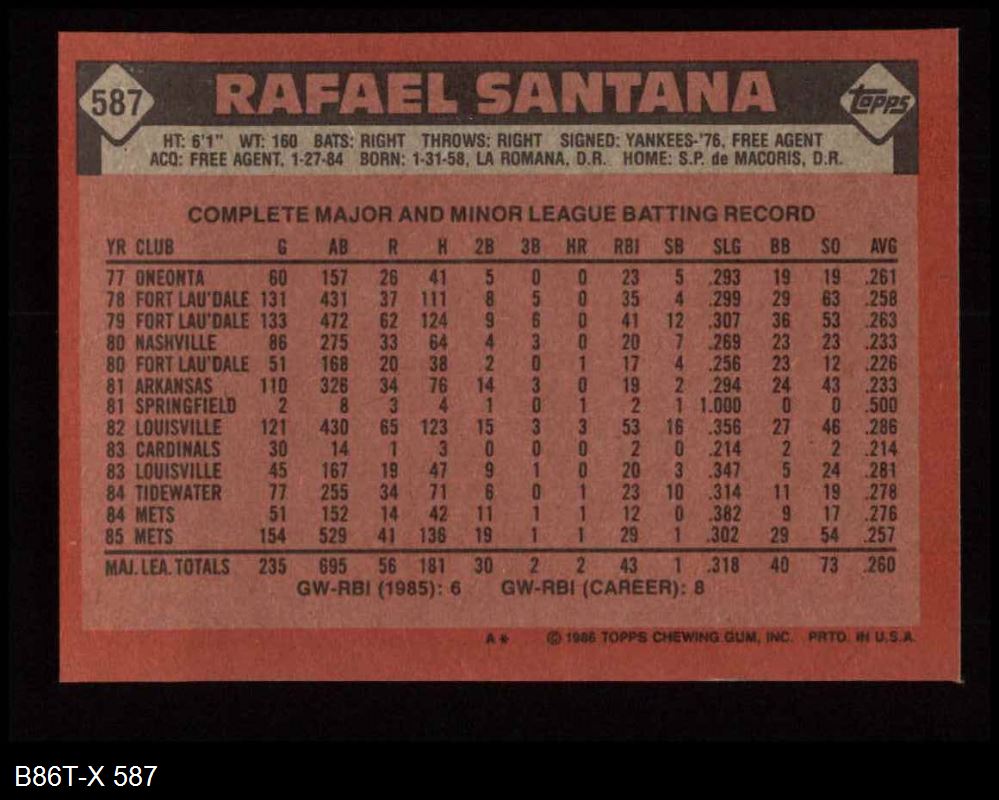 587 RAFAEL SANTANA Topps
HT: 6'1" WT: 160 BATS: RIGHT THROWS: RIGHT SIGNED: YANKEES-'76, FREE AGENT
ACQ: FREE AGENT, 1-27-84 BORN: 1-31-58, LA ROMANA, D.R. HOME: S.P. de MACORIS, D.R.
COMPLETE MAJOR AND MINOR LEAGUE BATTING RECORD
YR CLUB G AB R H 2B 3B HR RBI SB SLG BB SO AVG
77 ONEONTA 60 157 26 41 5 0 0 23 5 .293 19 19 .261
78 FORT LAU'DALE 131 431 37 111 8 5 0 35 4 .299 29 63 .258
79 FORT LAU'DALE 133 472 62 124 9 6 0 41 12 .307 36 53 .263
80 NASHVILLE 86 275 33 64 4 3 0 20 7 .269 23 23 .233
80 FORT LAU'DALE 51 168 20 38 2 0 1 17 4 .256 23 12 .226
81 ARKANSAS 110 326 34 76 14 3 0 19 2 .294 24 43 .233
81 SPRINGFIELD 2 8 3 4 1 0 1 2 1 1.000 0 0 .500
82 LOUISVILLE 121 430 65 123 15 3 3 53 16 .356 27 46 .286
83 CARDINALS 30 14 1 3 0 0 0 2 0 .214 2 2 .214
83 LOUISVILLE 45 167 19 47 9 1 0 20 3 .347 5 24 .281
84 TIDEWATER 77 255 34 71 6 0 1 23 10 .314 11 19 .278
84 METS 51 152 14 42 11 1 1 12 0 .382 9 17 .276
85 METS 154 529 41 136 19 1 1 29 1 .302 29 54 .257
MAJ. LEA. TOTALS 235 695 56 181 30 2 2 43 1 .318 40 73 .260
GW-RBI (1985): 6 GW-RBI (CAREER): 8
A* © 1986 TOPPS CHEWING GUM, INC. PRTD. IN U.S.A.
B86T-X 587